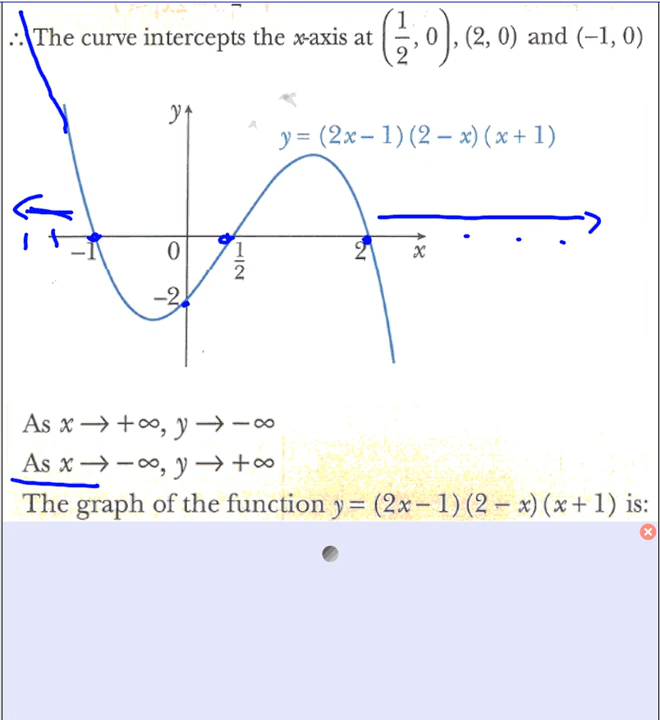 ∴ The curve intercepts the x-axis at (1/2, 0), (2, 0) and (−1, 0)
y
y = (2x − 1)(2 − x)(x + 1)
−1 0 1/2 2 x
−2
As x → +∞, y → −∞
As x → −∞, y → +∞
The graph of the function y = (2x − 1)(2 − x)(x + 1) is: